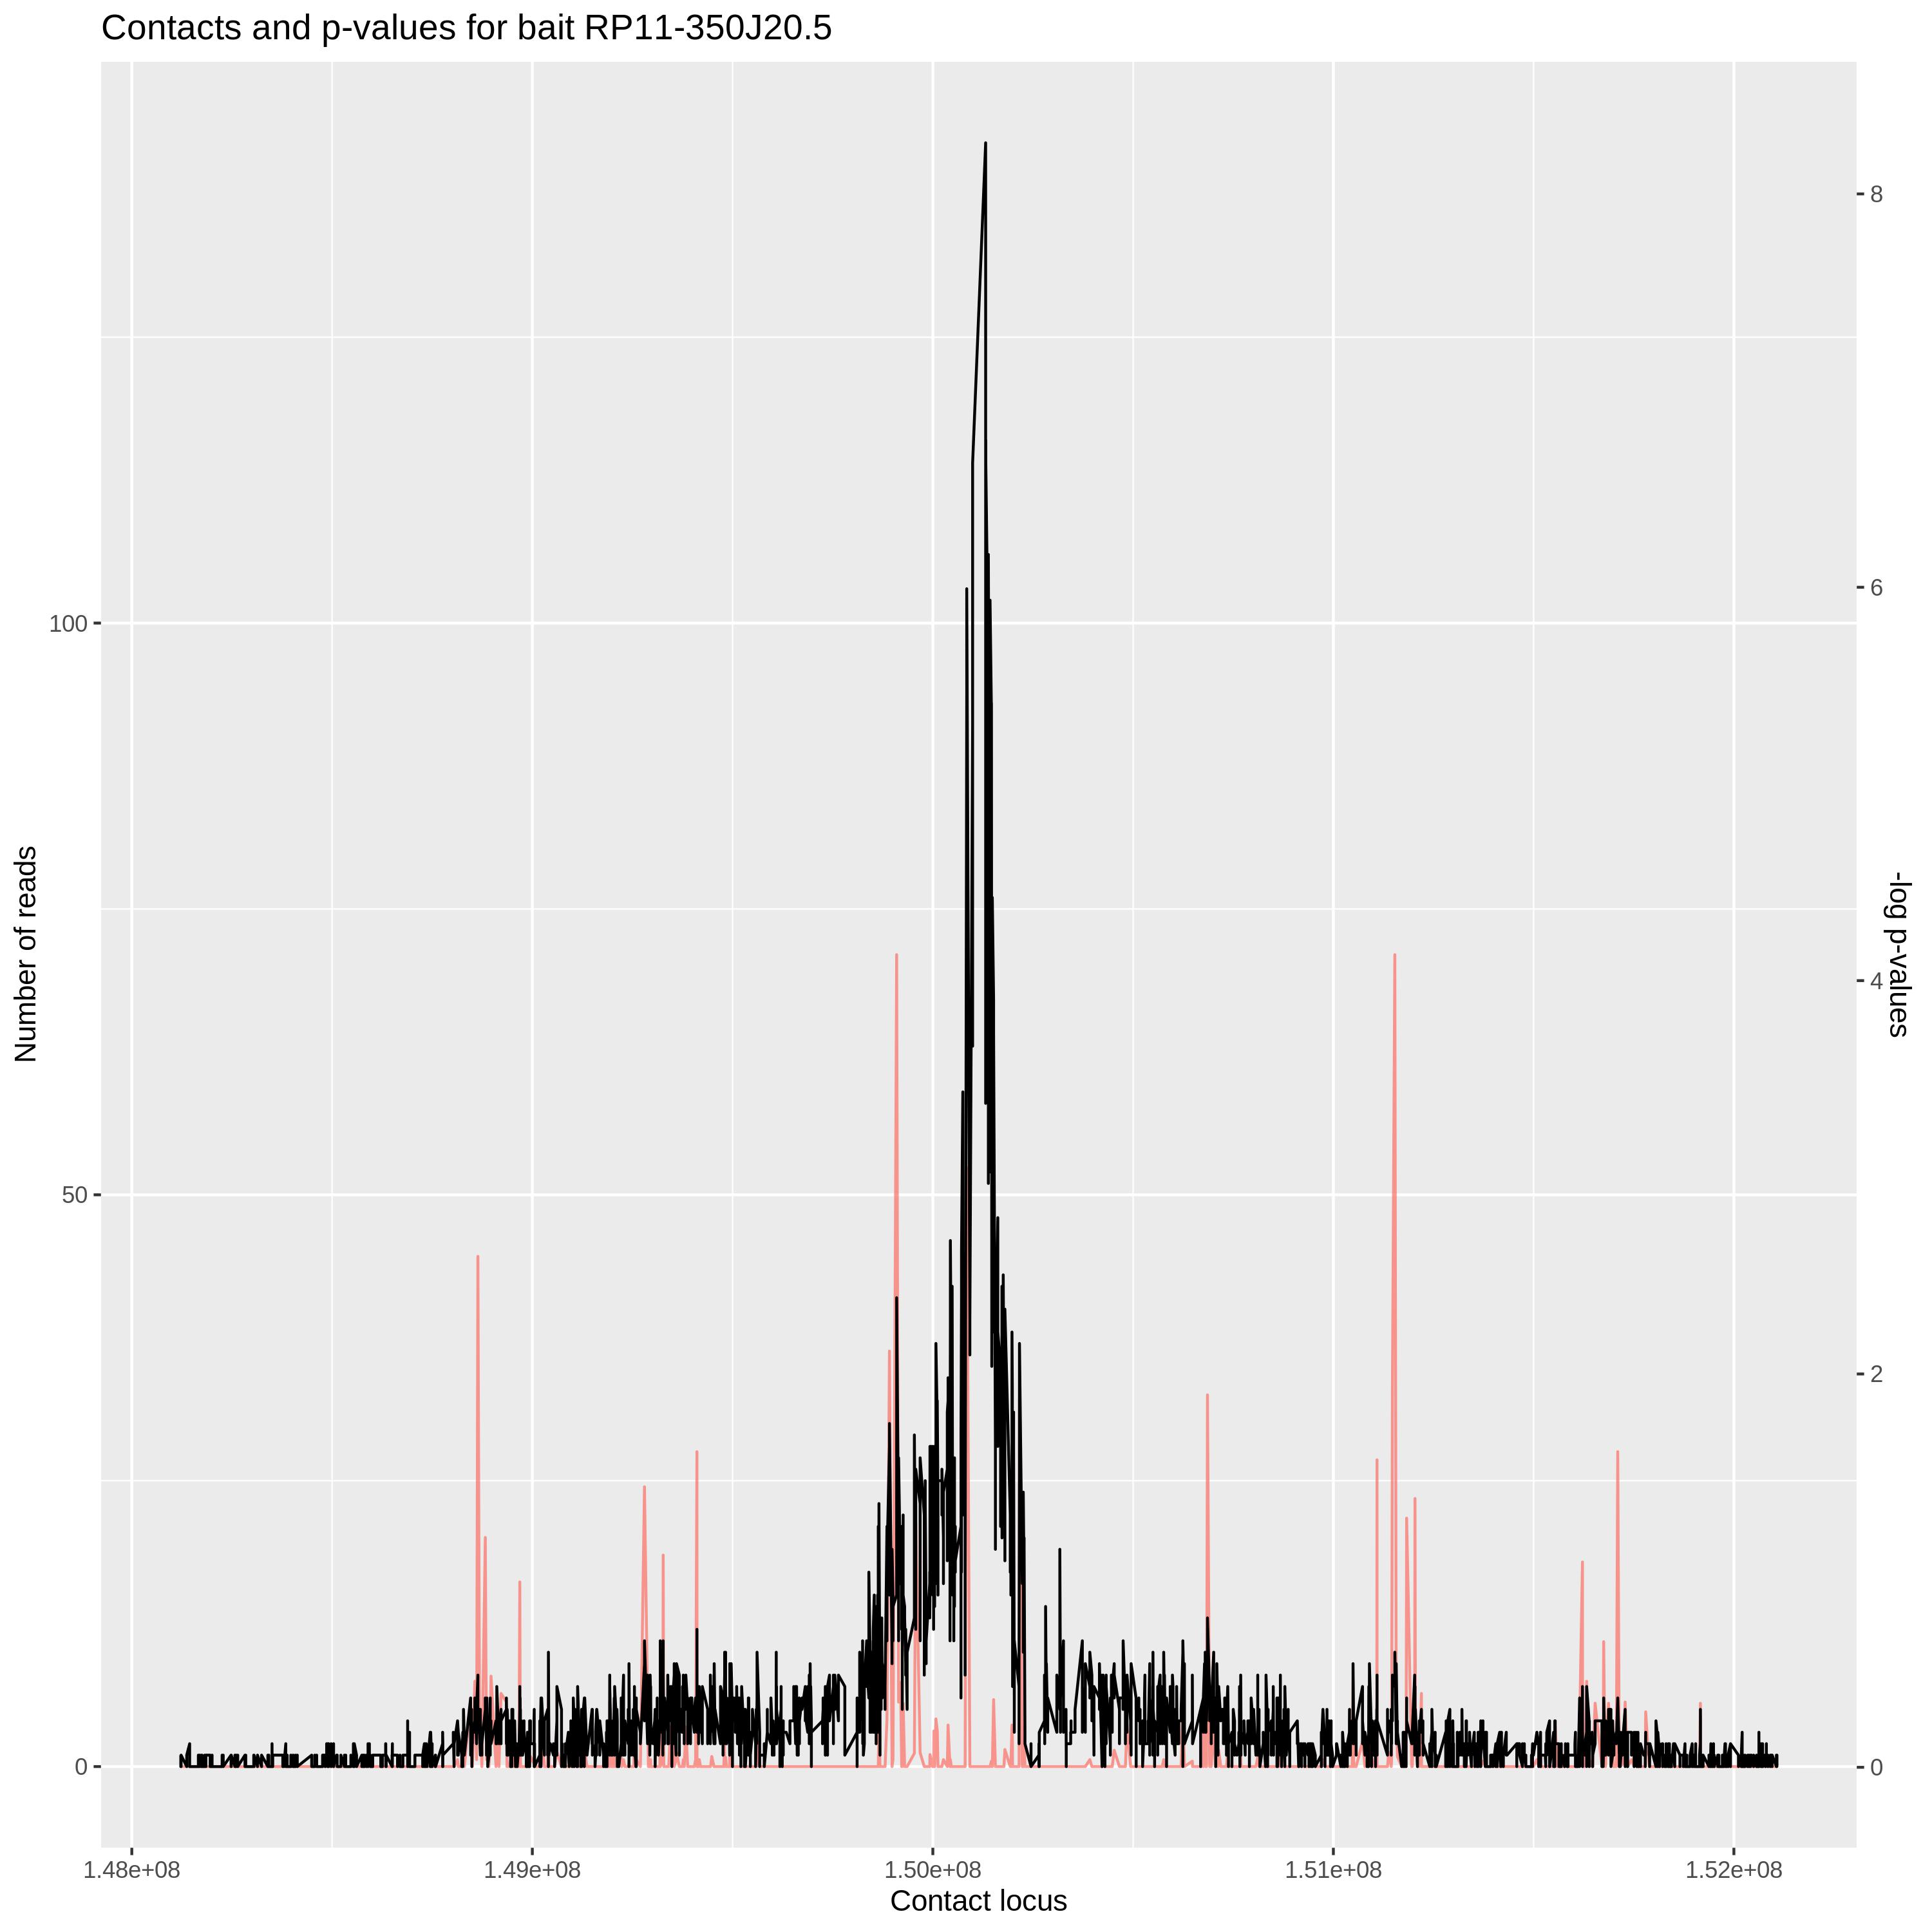 Contacts and p-values for bait RP11-350J20.5
Number of reads
100
50
0
8
6
4
2
0
-log p-values
1.48e+08 1.49e+08 1.50e+08 1.51e+08 1.52e+08
Contact locus